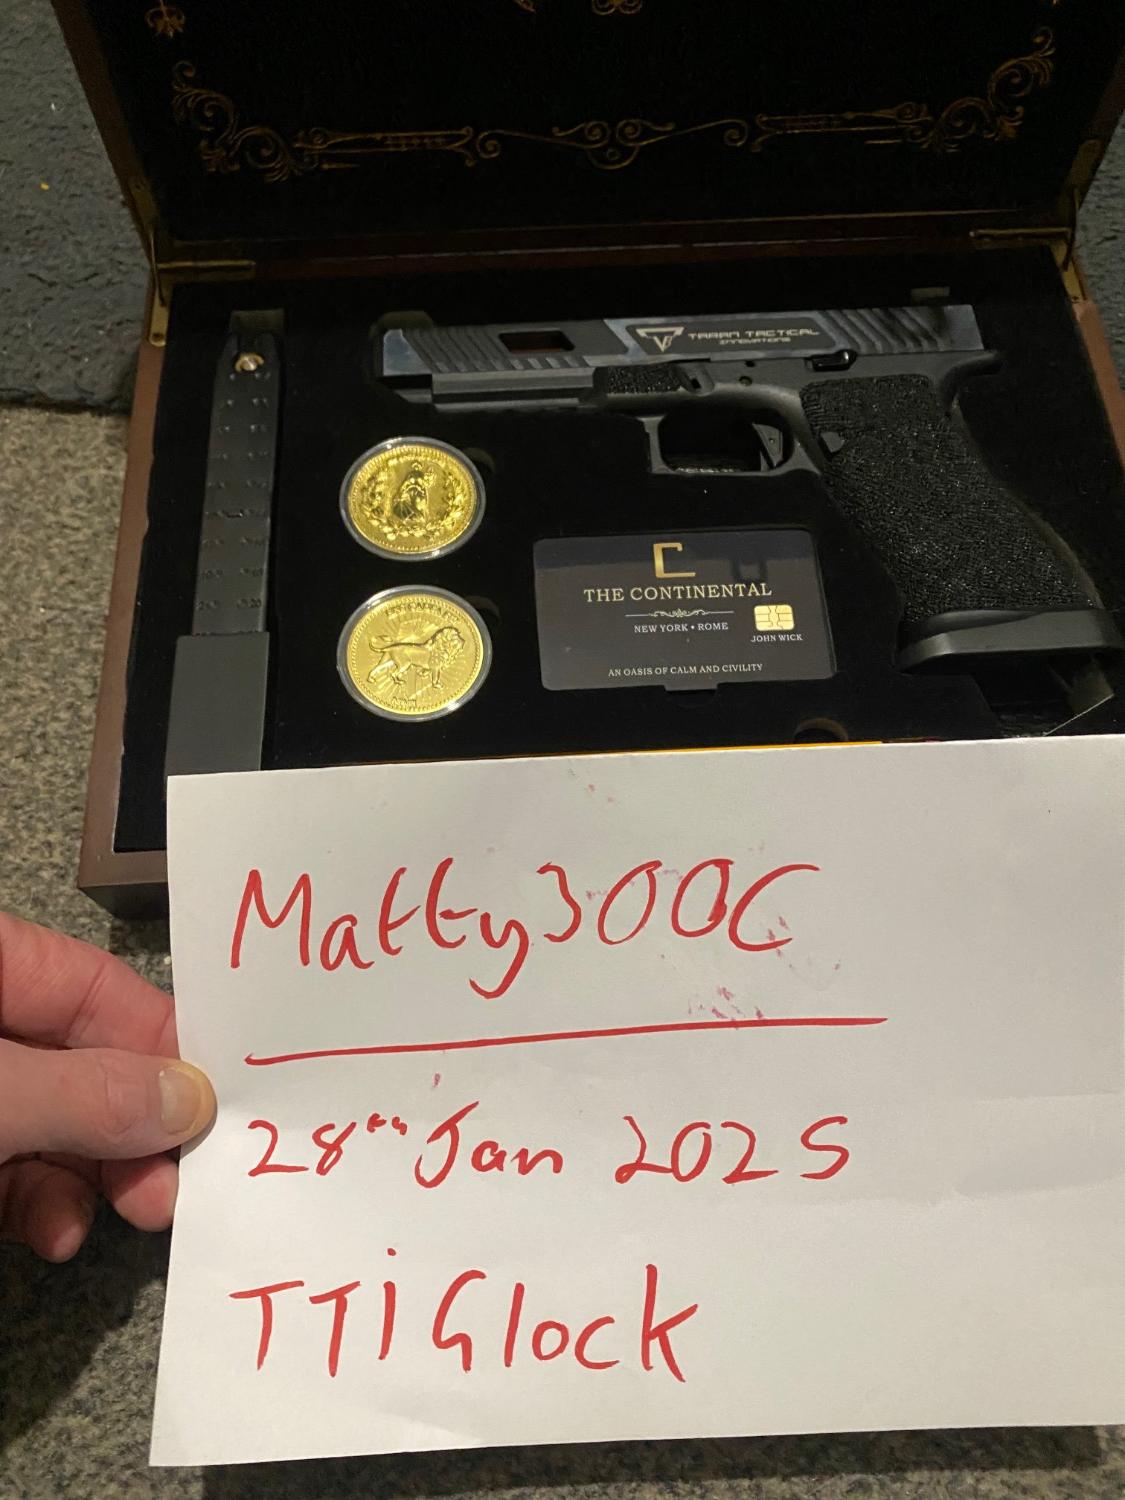 TARAN TACTICAL
INNOVATIONS
C
THE CONTINENTAL
NEW YORK • ROME
JOHN WICK
AN OASIS OF CALM AND CIVILITY
Matty300C
28th Jan 2025
TTi Glock